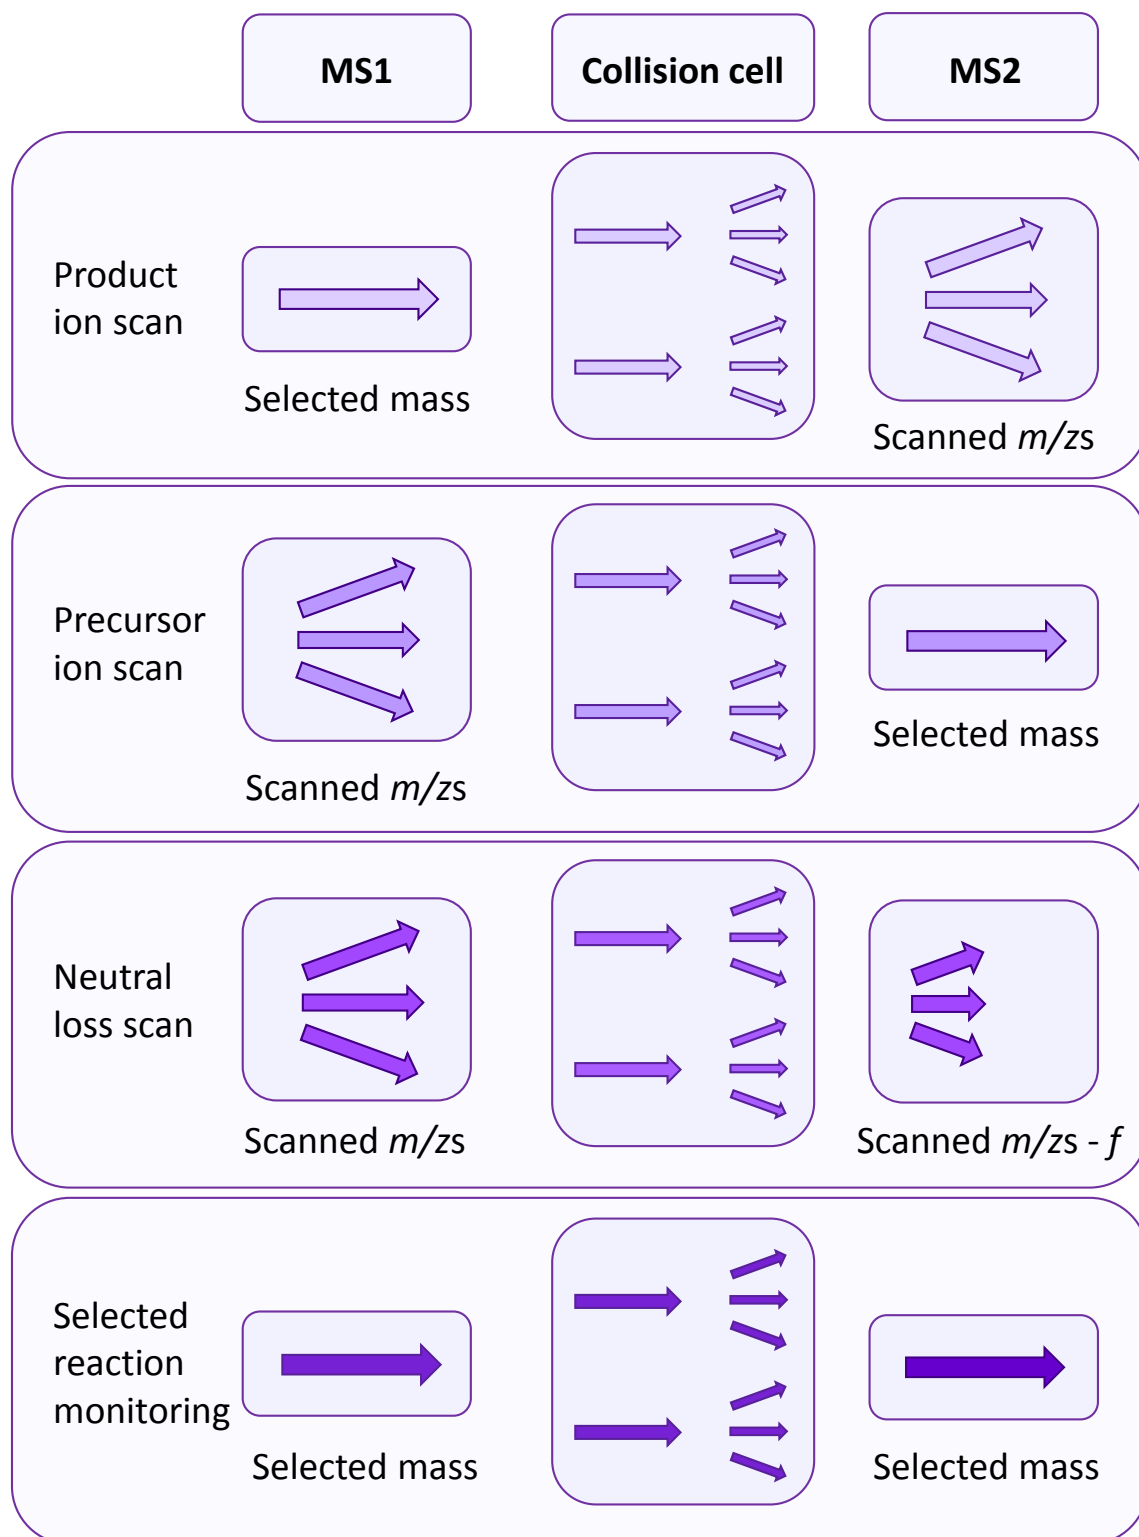 MS1
Collision cell
MS2
Product
ion scan
Selected mass
Scanned m/zs
Precursor
ion scan
Scanned m/zs
Selected mass
Neutral
loss scan
Scanned m/zs
Scanned m/zs - f
Selected
reaction
monitoring
Selected mass
Selected mass